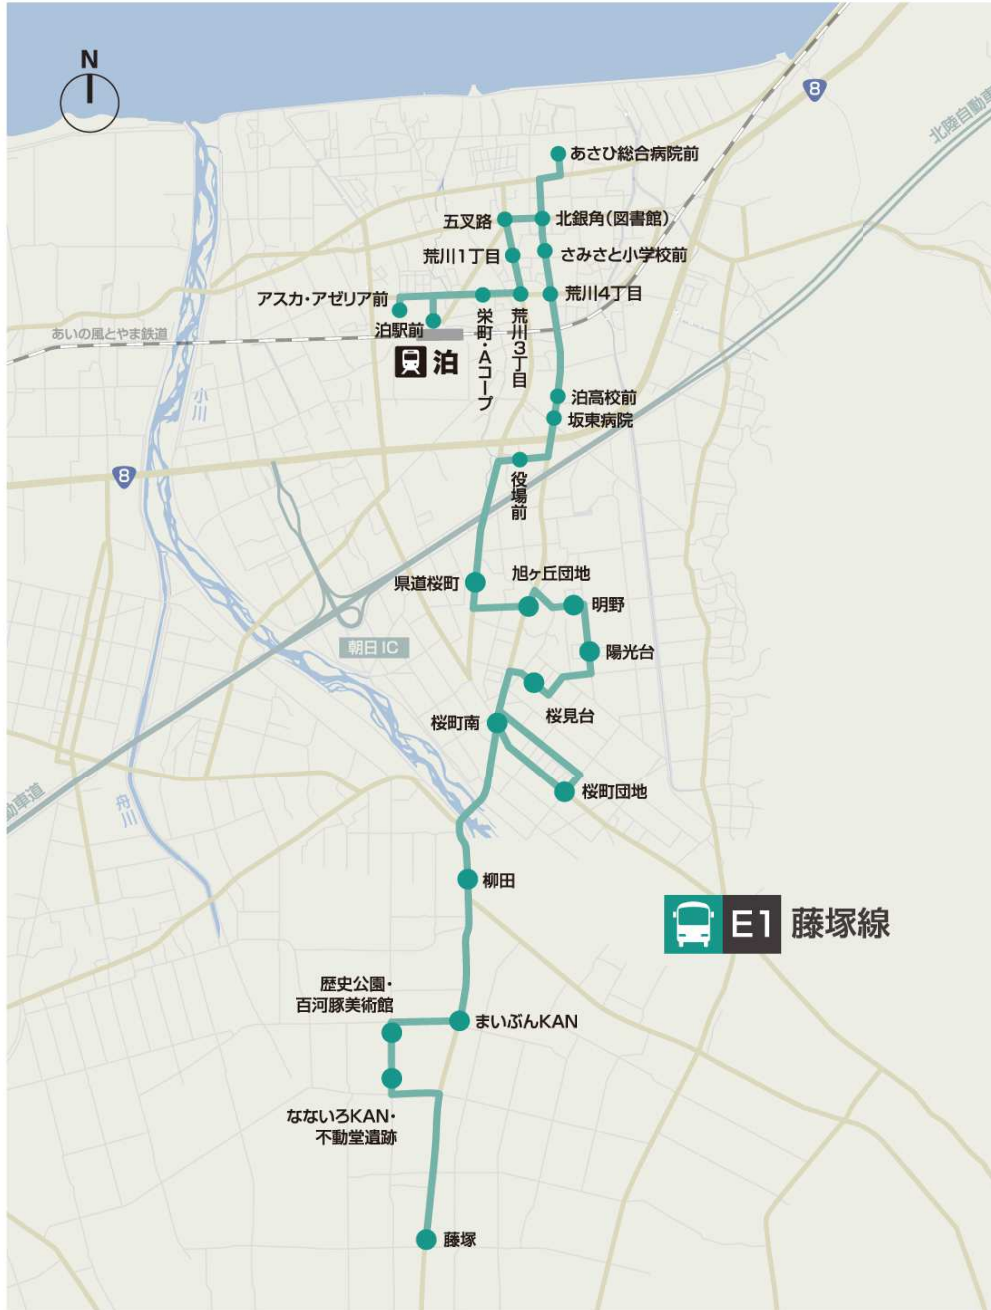 N
8
北陸自動車
あさひ総合病院前
五叉路
北銀角(図書館)
荒川1丁目
さみさと小学校前
アスカ・アゼリア前
荒川4丁目
あいの風とやま鉄道
泊駅前
栄町・Aコープ
荒川3丁目
泊
小川
泊高校前
坂東病院
8
役場前
県道桜町
旭ヶ丘団地
明野
朝日IC
陽光台
桜見台
桜町南
桜町団地
動車道
舟川
柳田
E1 藤塚線
歴史公園・
百河豚美術館
まいぶんKAN
なないろKAN・
不動堂遺跡
藤塚